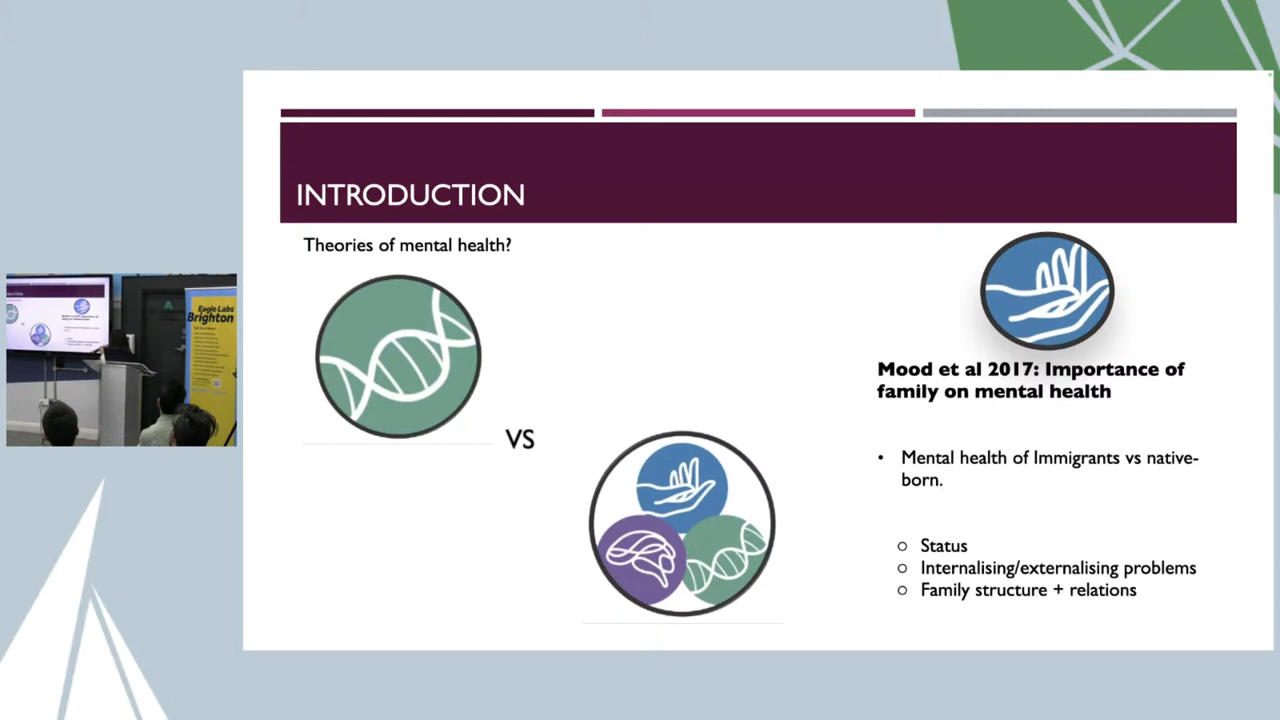 INTRODUCTION
Theories of mental health?
VS
Mood et al 2017: Importance of
family on mental health
• Mental health of Immigrants vs native-
born.
○ Status
○ Internalising/externalising problems
○ Family structure + relations
Eagle Labs
Brighton